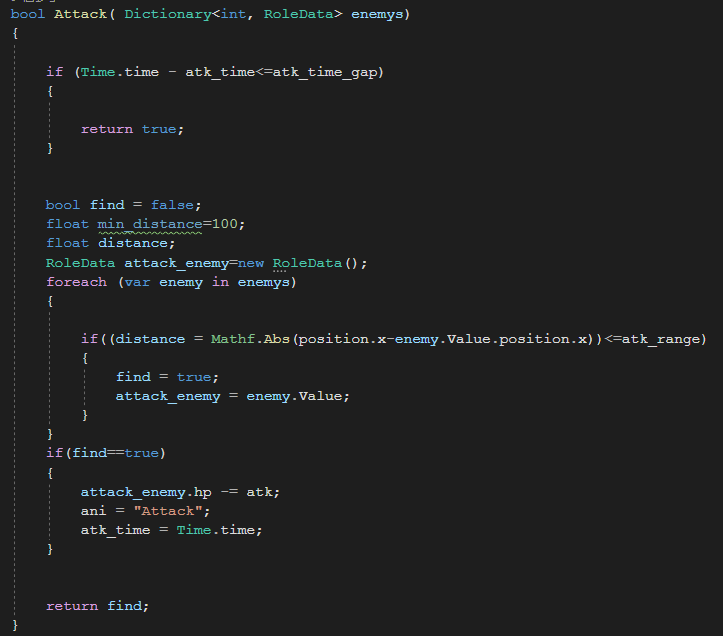 bool Attack( Dictionary<int, RoleData> enemys)
{
if (Time.time - atk_time<=atk_time_gap)
{
return true;
}
bool find = false;
float min_distance=100;
float distance;
RoleData attack_enemy=new RoleData();
foreach (var enemy in enemys)
{
if((distance = Mathf.Abs(position.x-enemy.Value.position.x))<=atk_range)
{
find = true;
attack_enemy = enemy.Value;
}
}
if(find==true)
{
attack_enemy.hp -= atk;
ani = "Attack";
atk_time = Time.time;
}
return find;
}